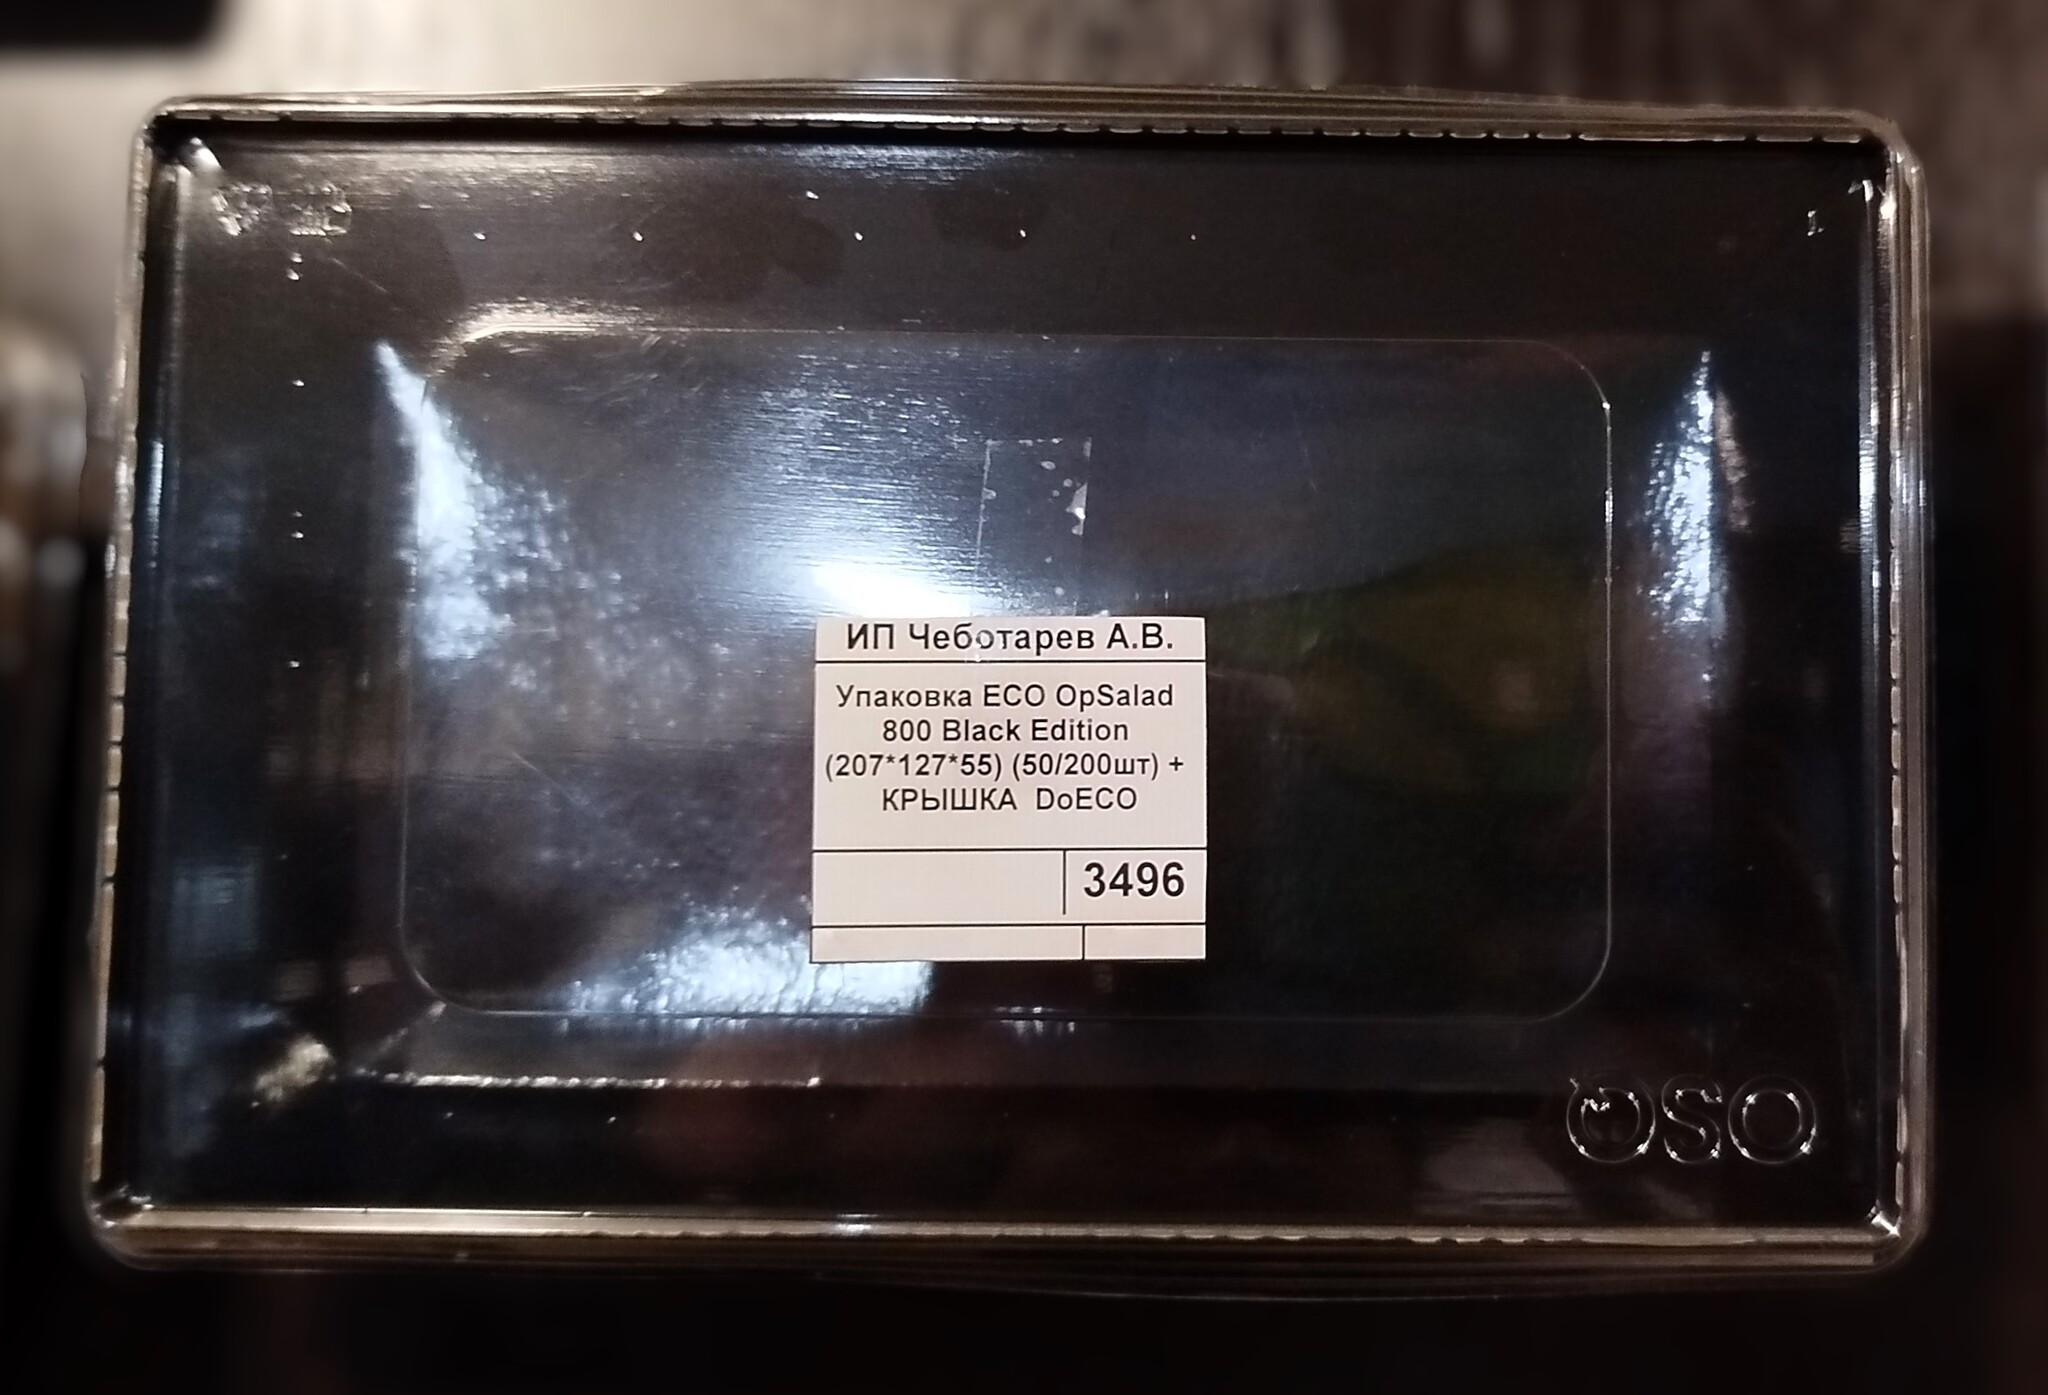 ИП Чеботарев А.В.
Упаковка ECO OpSalad
800 Black Edition
(207*127*55) (50/200шт) +
КРЫШКА DoECO
3496
OSO